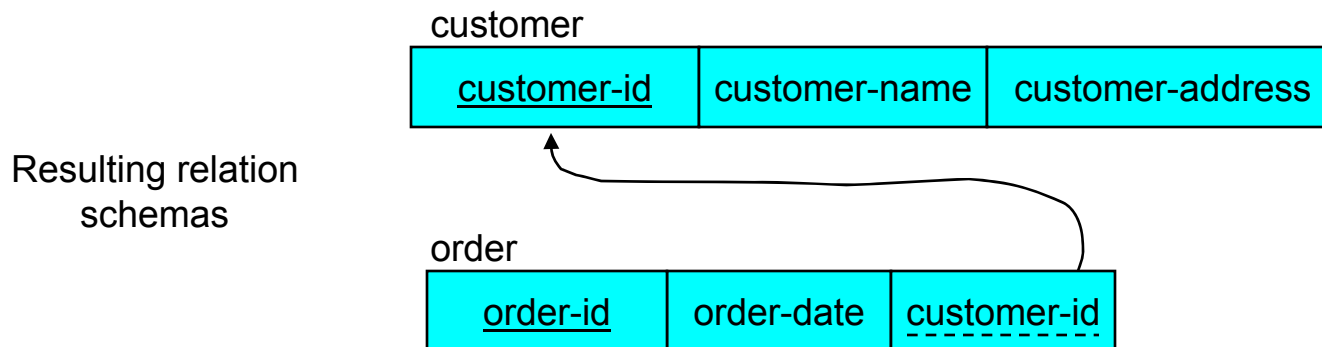 customer
customer-id customer-name customer-address
Resulting relation
schemas
order
order-id order-date customer-id